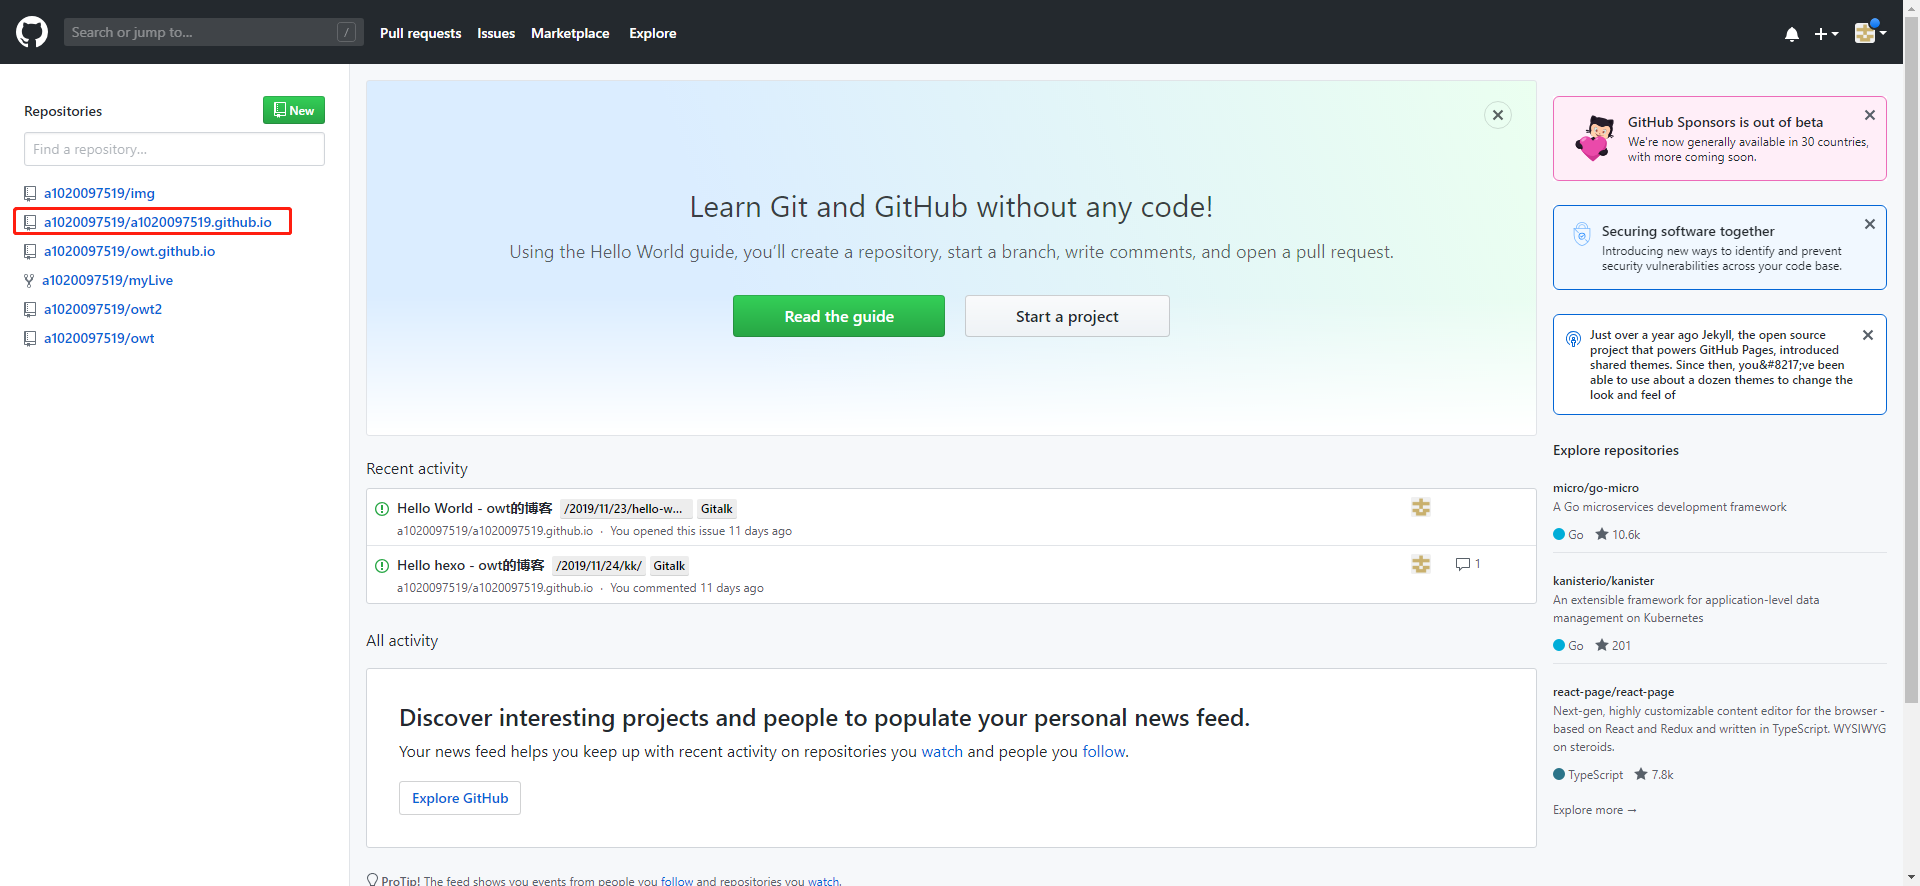 Search or jump to...
/
Pull requests
Issues
Marketplace
Explore
Repositories
New
Find a repository...
a1020097519/img
a1020097519/a1020097519.github.io
a1020097519/owt.github.io
a1020097519/myLive
a1020097519/owt2
a1020097519/owt
Learn Git and GitHub without any code!
Using the Hello World guide, you’ll create a repository, start a branch, write comments, and open a pull request.
Read the guide
Start a project
Recent activity
Hello World - owt的博客 /2019/11/23/hello-w... Gitalk
a1020097519/a1020097519.github.io · You opened this issue 11 days ago
Hello hexo - owt的博客 /2019/11/24/kk/ Gitalk
1
a1020097519/a1020097519.github.io · You commented 11 days ago
All activity
Discover interesting projects and people to populate your personal news feed.
Your news feed helps you keep up with recent activity on repositories you watch and people you follow.
Explore GitHub
ProTip! The feed shows you events from people you follow and repositories you watch.
GitHub Sponsors is out of beta
We're now generally available in 30 countries,
with more coming soon.
Securing software together
Introducing new ways to identify and prevent
security vulnerabilities across your code base.
Just over a year ago Jekyll, the open source
project that powers GitHub Pages, introduced
shared themes. Since then, you&#8217;ve been
able to use about a dozen themes to change the
look and feel of
Explore repositories
micro/go-micro
A Go microservices development framework
Go 10.6k
kanisterio/kanister
An extensible framework for application-level data
management on Kubernetes
Go 201
react-page/react-page
Next-gen, highly customizable content editor for the browser -
based on React and Redux and written in TypeScript. WYSIWYG
on steroids.
TypeScript 7.8k
Explore more →